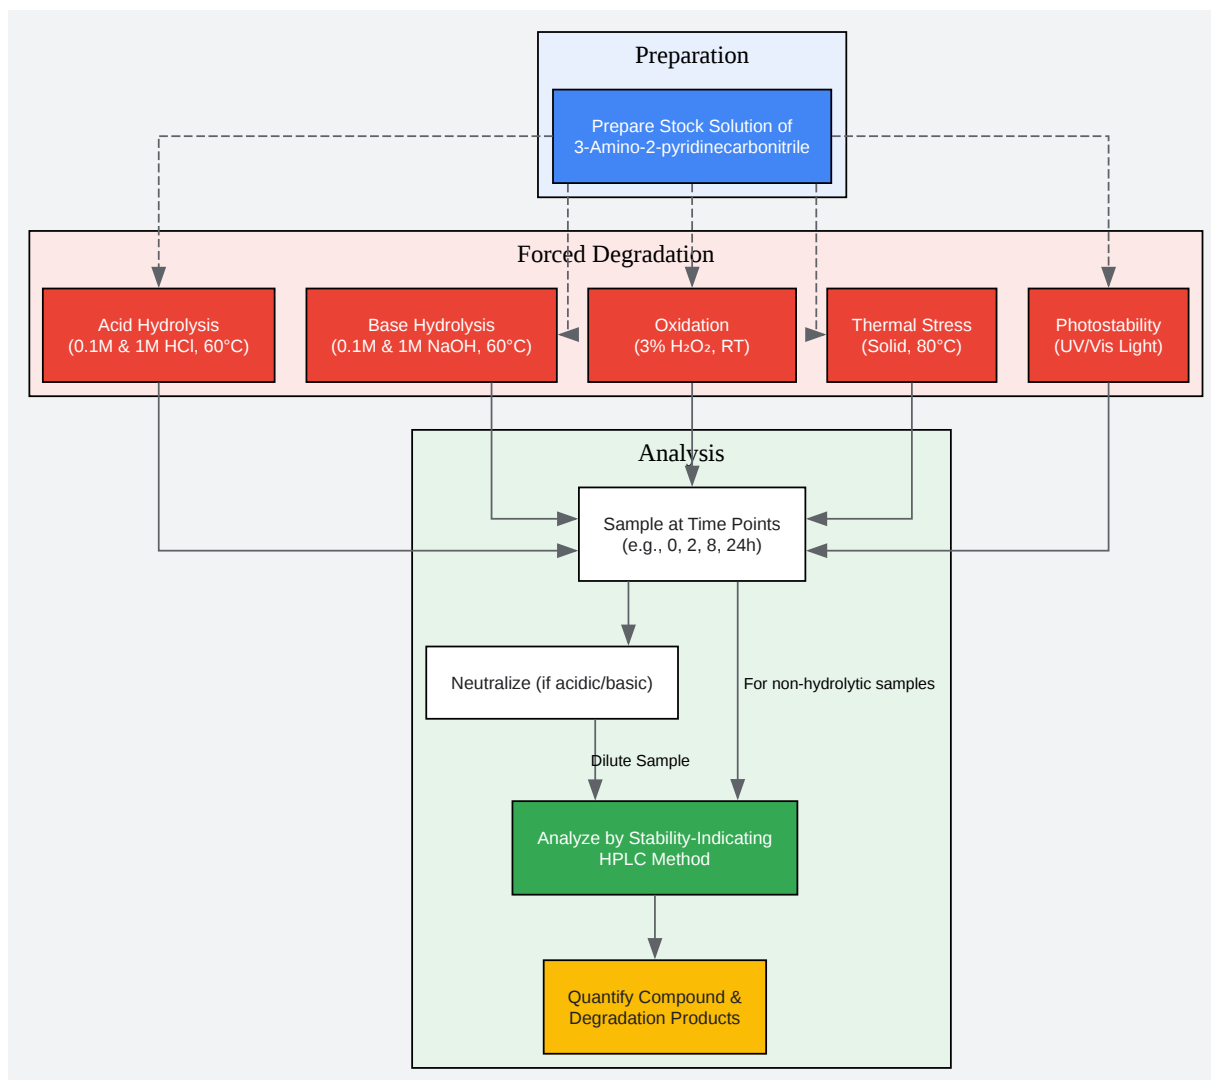 Preparation
Prepare Stock Solution of
3-Amino-2-pyridinecarbonitrile
Forced Degradation
Acid Hydrolysis
(0.1M & 1M HCl, 60°C)
Base Hydrolysis
(0.1M & 1M NaOH, 60°C)
Oxidation
(3% H₂O₂, RT)
Thermal Stress
(Solid, 80°C)
Photostability
(UV/Vis Light)
Analysis
Sample at Time Points
(e.g., 0, 2, 8, 24h)
Neutralize (if acidic/basic)
For non-hydrolytic samples
Dilute Sample
Analyze by Stability-Indicating
HPLC Method
Quantify Compound &
Degradation Products